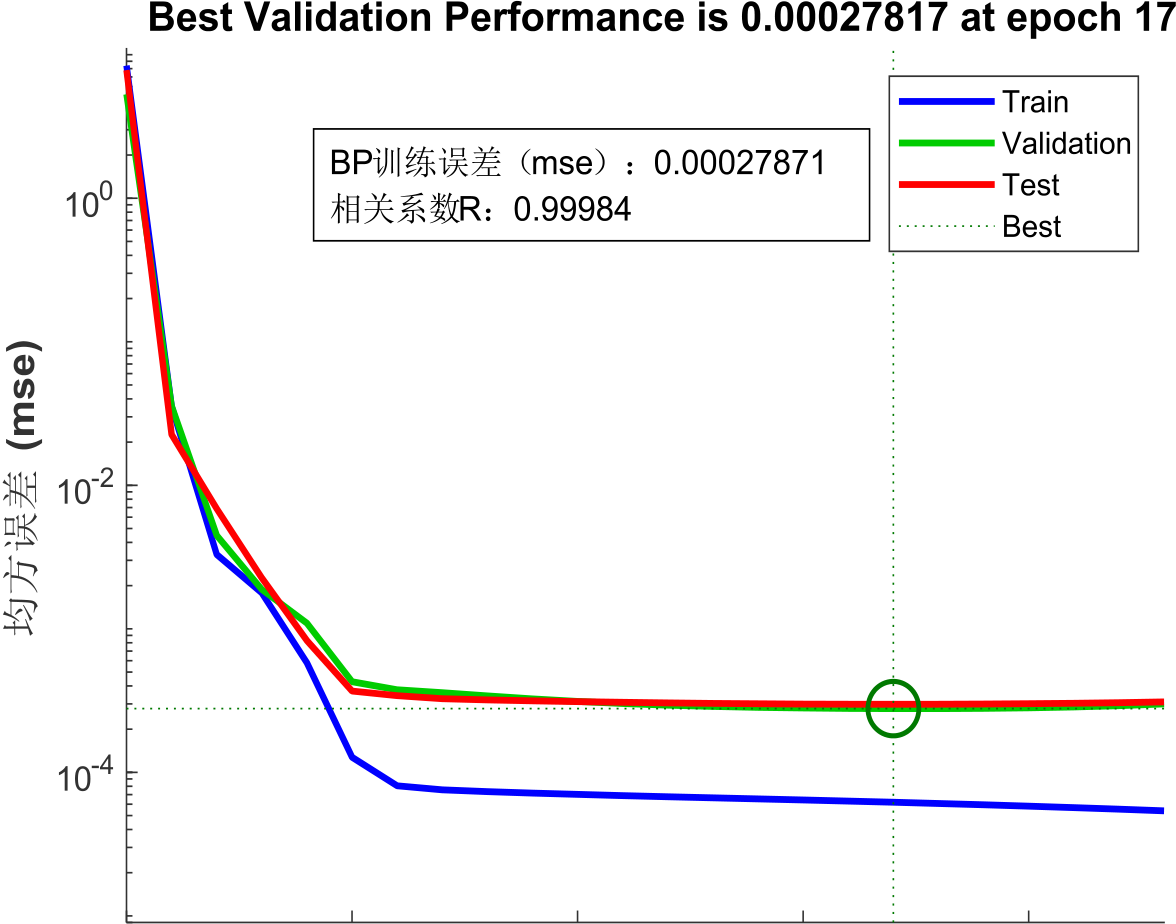 Best Validation Performance is 0.00027817 at epoch 17
Train
Validation
Test
Best
BP训练误差（mse）：0.00027871
相关系数R：0.99984
均方误差 (mse)
10^0
10^-2
10^-4